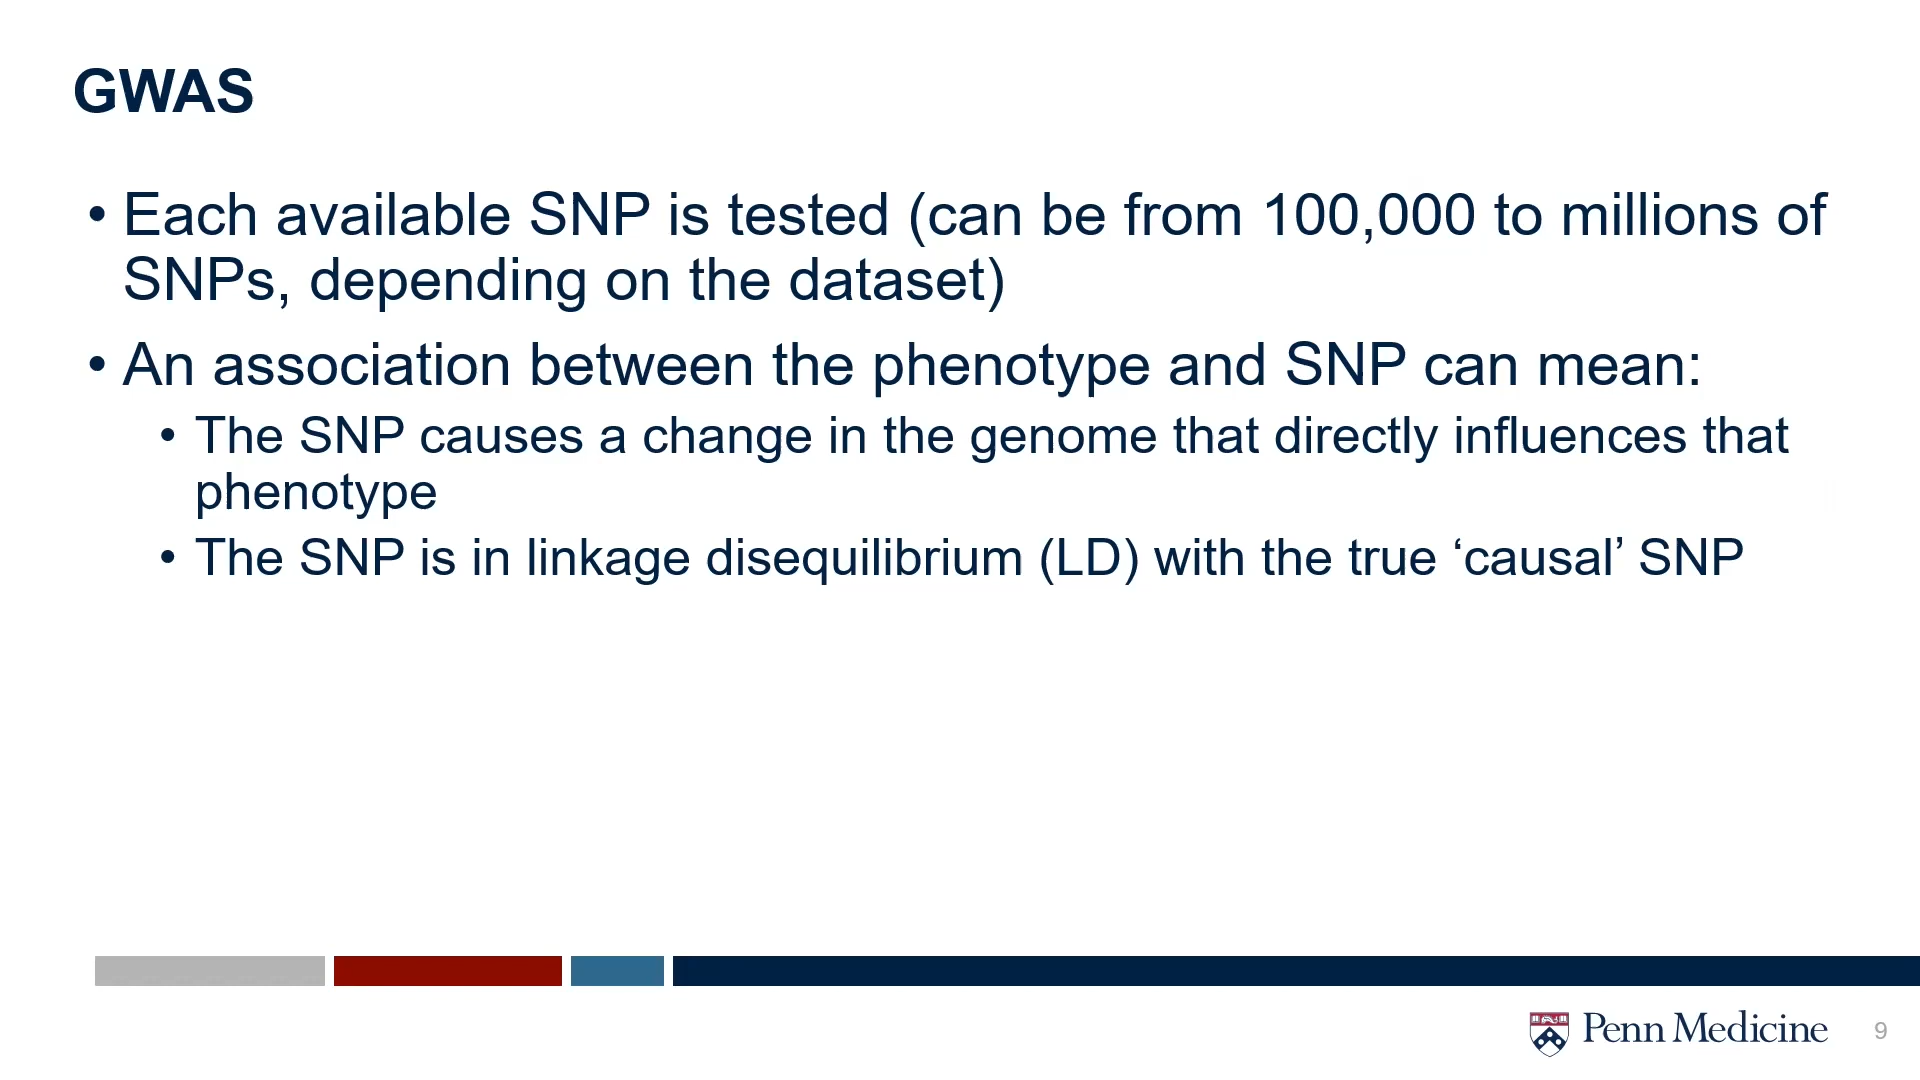 GWAS
• Each available SNP is tested (can be from 100,000 to millions of
SNPs, depending on the dataset)
• An association between the phenotype and SNP can mean:
• The SNP causes a change in the genome that directly influences that
phenotype
• The SNP is in linkage disequilibrium (LD) with the true ‘causal’ SNP
Penn Medicine
9